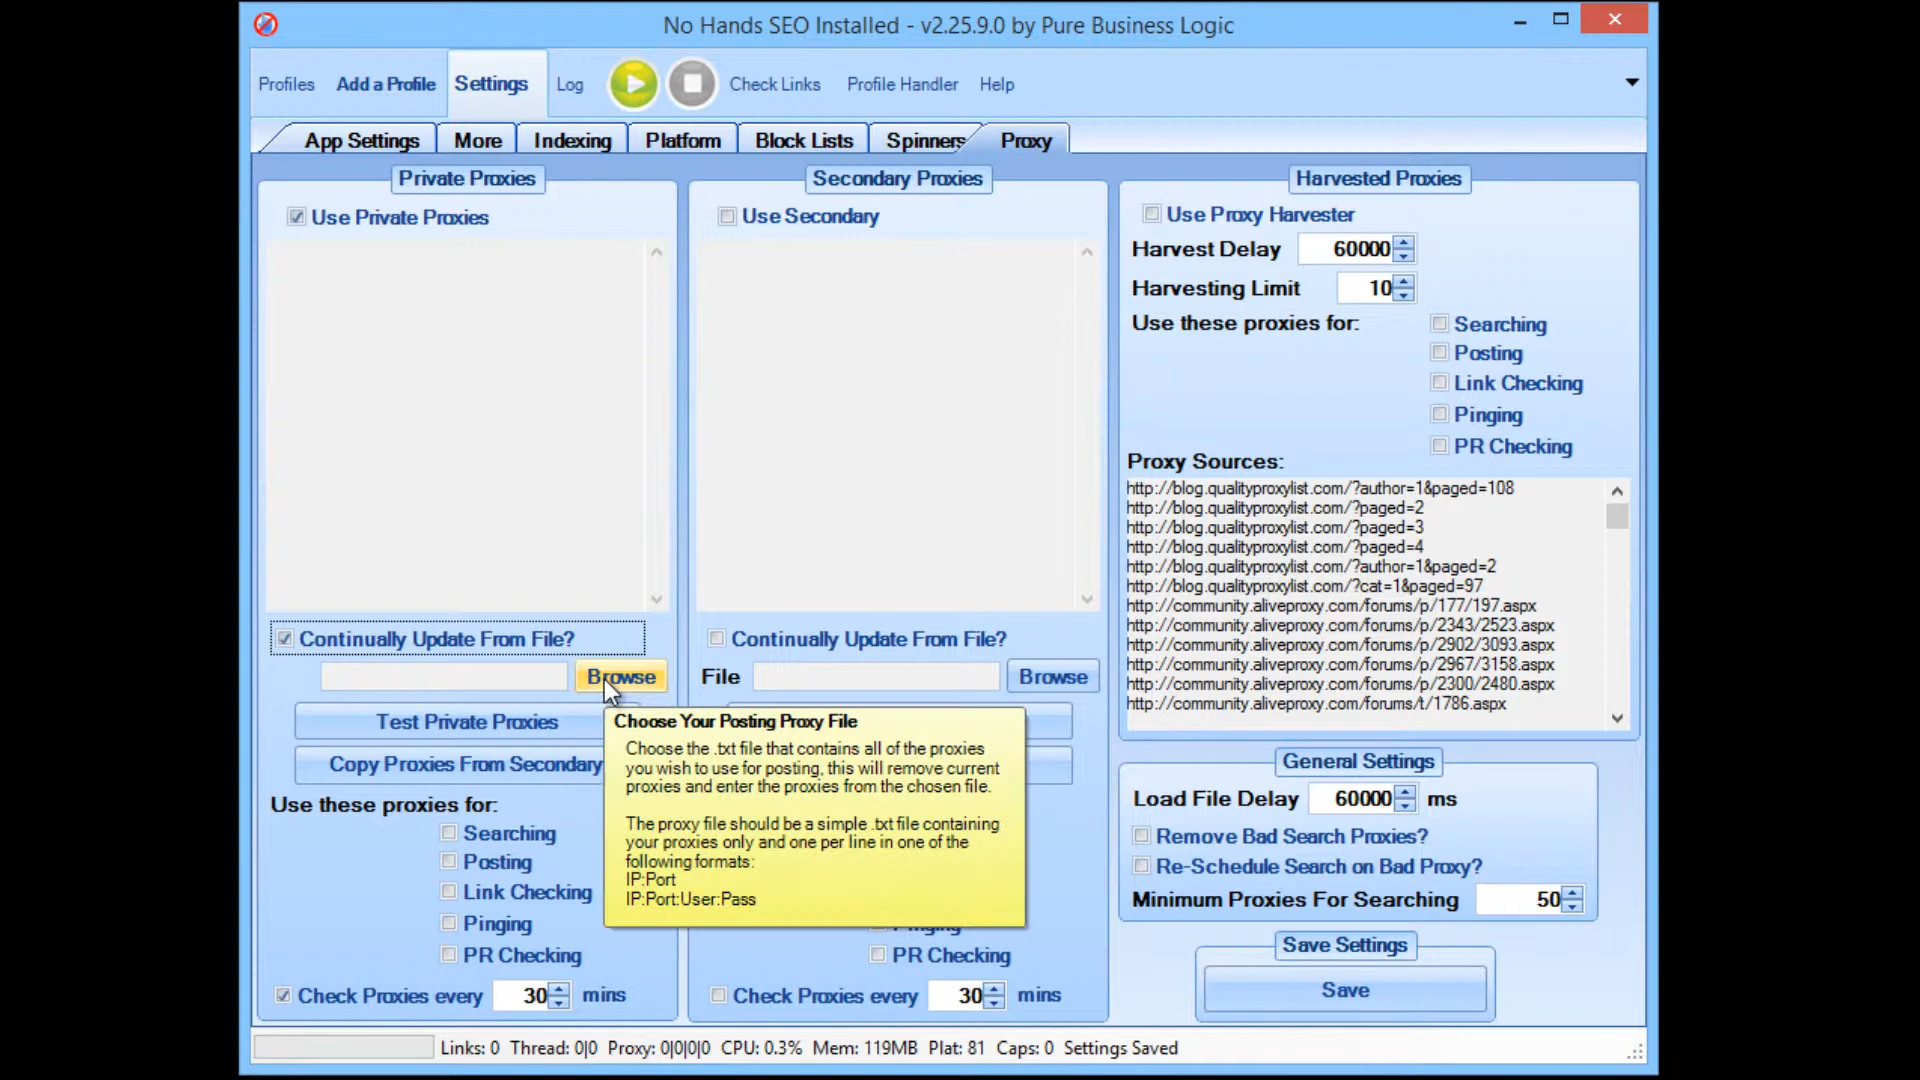 No Hands SEO Installed - v2.25.9.0 by Pure Business Logic
Profiles Add a Profile Settings Log Check Links Profile Handler Help
App Settings More Indexing Platform Block Lists Spinners Proxy
Private Proxies
Use Private Proxies
Continually Update From File?
Browse
Test Private Proxies
Copy Proxies From Secondary
Use these proxies for:
Searching
Posting
Link Checking
Pinging
PR Checking
Check Proxies every 30 mins
Secondary Proxies
Use Secondary
Continually Update From File?
File Browse
Choose Your Posting Proxy File
Choose the .txt file that contains all of the proxies
you wish to use for posting, this will remove current
proxies and enter the proxies from the chosen file.
The proxy file should be a simple .txt file containing
your proxies only and one per line in one of the
following formats:
IP:Port
IP:Port:User:Pass
Pinging
PR Checking
Check Proxies every 30 mins
Harvested Proxies
Use Proxy Harvester
Harvest Delay 60000
Harvesting Limit 10
Use these proxies for:
Searching
Posting
Link Checking
Pinging
PR Checking
Proxy Sources:
http://blog.qualityproxylist.com/?author=1&paged=108
http://blog.qualityproxylist.com/?paged=2
http://blog.qualityproxylist.com/?paged=3
http://blog.qualityproxylist.com/?paged=4
http://blog.qualityproxylist.com/?author=1&paged=2
http://blog.qualityproxylist.com/?cat=1&paged=97
http://community.aliveproxy.com/forums/p/177/197.aspx
http://community.aliveproxy.com/forums/p/2343/2523.aspx
http://community.aliveproxy.com/forums/p/2902/3093.aspx
http://community.aliveproxy.com/forums/p/2967/3158.aspx
http://community.aliveproxy.com/forums/p/2300/2480.aspx
http://community.aliveproxy.com/forums/t/1786.aspx
General Settings
Load File Delay 60000 ms
Remove Bad Search Proxies?
Re-Schedule Search on Bad Proxy?
Minimum Proxies For Searching 50
Save Settings
Save
Links: 0 Thread: 0|0 Proxy: 0|0|0|0 CPU: 0.3% Mem: 119MB Plat: 81 Caps: 0 Settings Saved